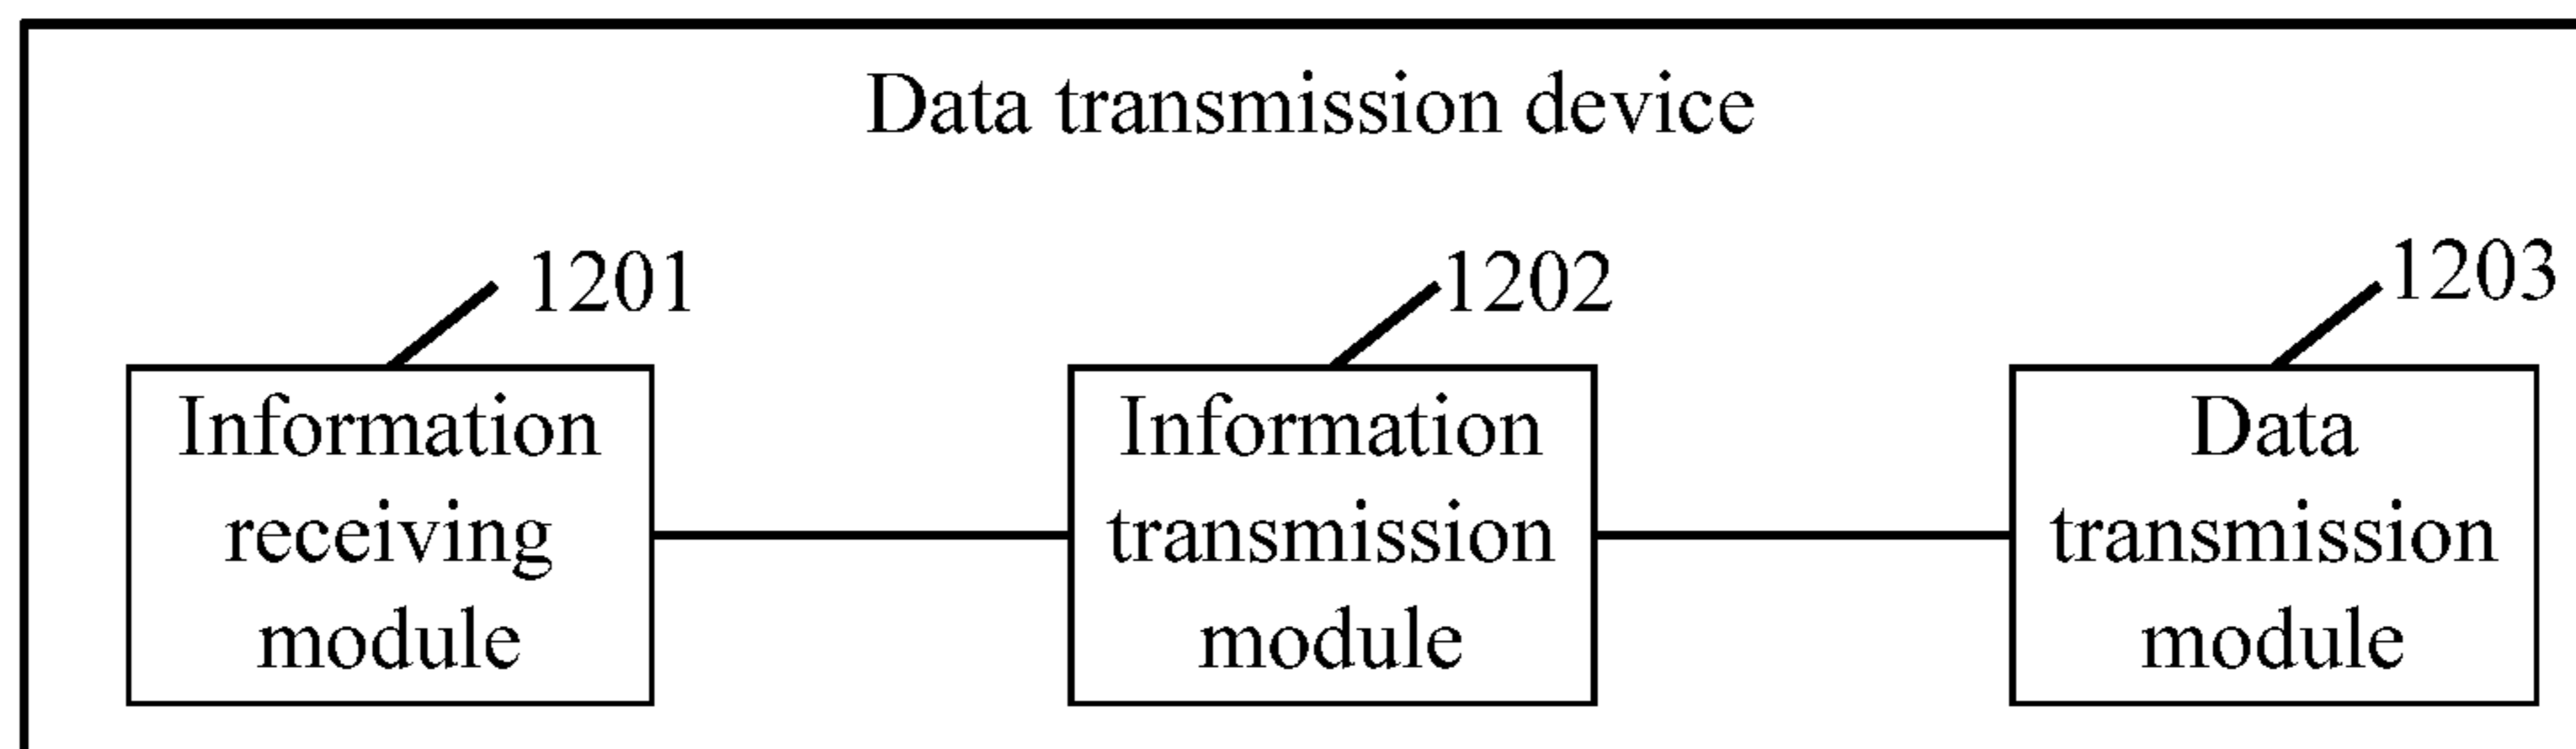 Data transmission device
1201
1202
1203
Information
receiving
module
Information
transmission
module
Data
transmission
module